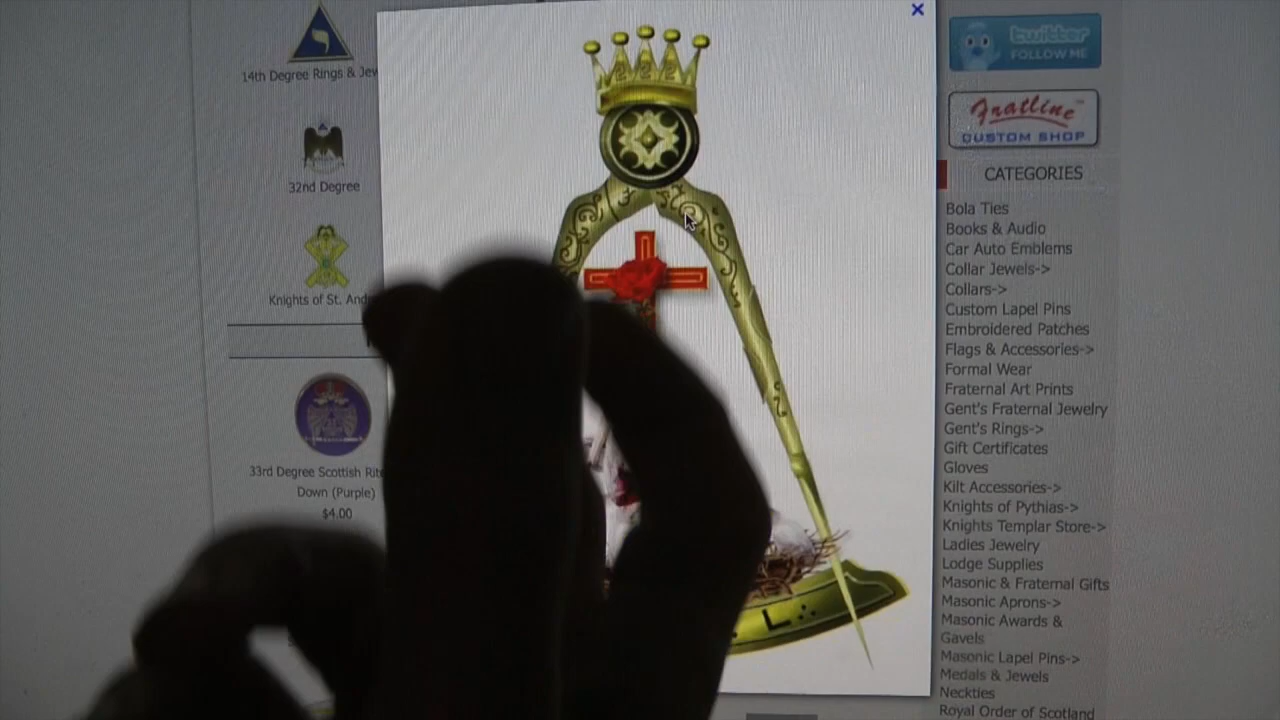 14th Degree Rings & Jew
32nd Degree
Knights of St. And
33rd Degree Scottish Rite
Down (Purple)
$4.00
L
twitter
FOLLOW ME
Fratline™
CUSTOM SHOP
CATEGORIES
Bola Ties
Books & Audio
Car Auto Emblems
Collar Jewels->
Collars->
Custom Lapel Pins
Embroidered Patches
Flags & Accessories->
Formal Wear
Fraternal Art Prints
Gent's Fraternal Jewelry
Gent's Rings->
Gift Certificates
Gloves
Kilt Accessories->
Knights of Pythias->
Knights Templar Store->
Ladies Jewelry
Lodge Supplies
Masonic & Fraternal Gifts
Masonic Aprons->
Masonic Awards &
Gavels
Masonic Lapel Pins->
Medals & Jewels
Neckties
Royal Order of Scotland